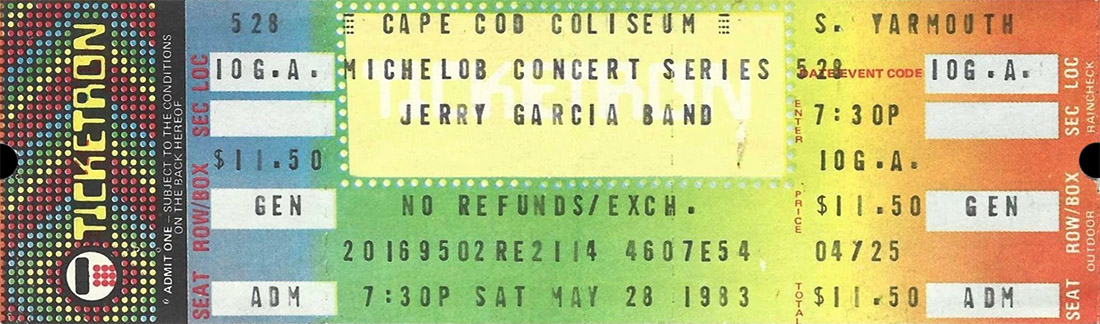 TICKETRON
® ADMIT ONE — SUBJECT TO THE CONDITIONS
ON THE BACK HEREOF
SEAT ROW/BOX SEC LOC
528
10G.A.
$11.50
GEN
ADM
CAPE COD COLISEUM
MICHELOB CONCERT SERIES
TICKETRON
JERRY GARCIA BAND
NO REFUNDS/EXCH.
20169502RE2114 4607E54
7:30P SAT MAY 28 1983
S. YARMOUTH
528
DATE/EVENT CODE
ENTER
7:30P
10G.A.
PRICE
$11.50
04/25
TOTAL
$11.50
10G.A.
GEN
ADM
SEAT ROW/BOX SEC LOC
OUTDOOR RAINCHECK